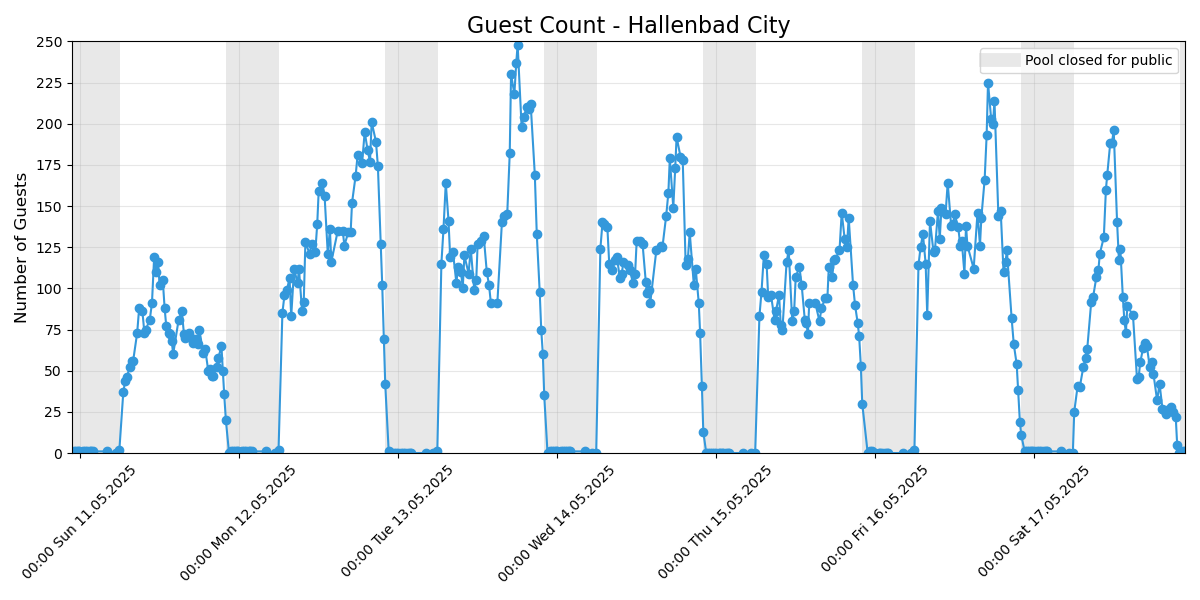 Guest Count - Hallenbad City
Pool closed for public
Number of Guests
250
225
200
175
150
125
100
75
50
25
0
00:00 Sun 11.05.2025
00:00 Mon 12.05.2025
00:00 Tue 13.05.2025
00:00 Wed 14.05.2025
00:00 Thu 15.05.2025
00:00 Fri 16.05.2025
00:00 Sat 17.05.2025